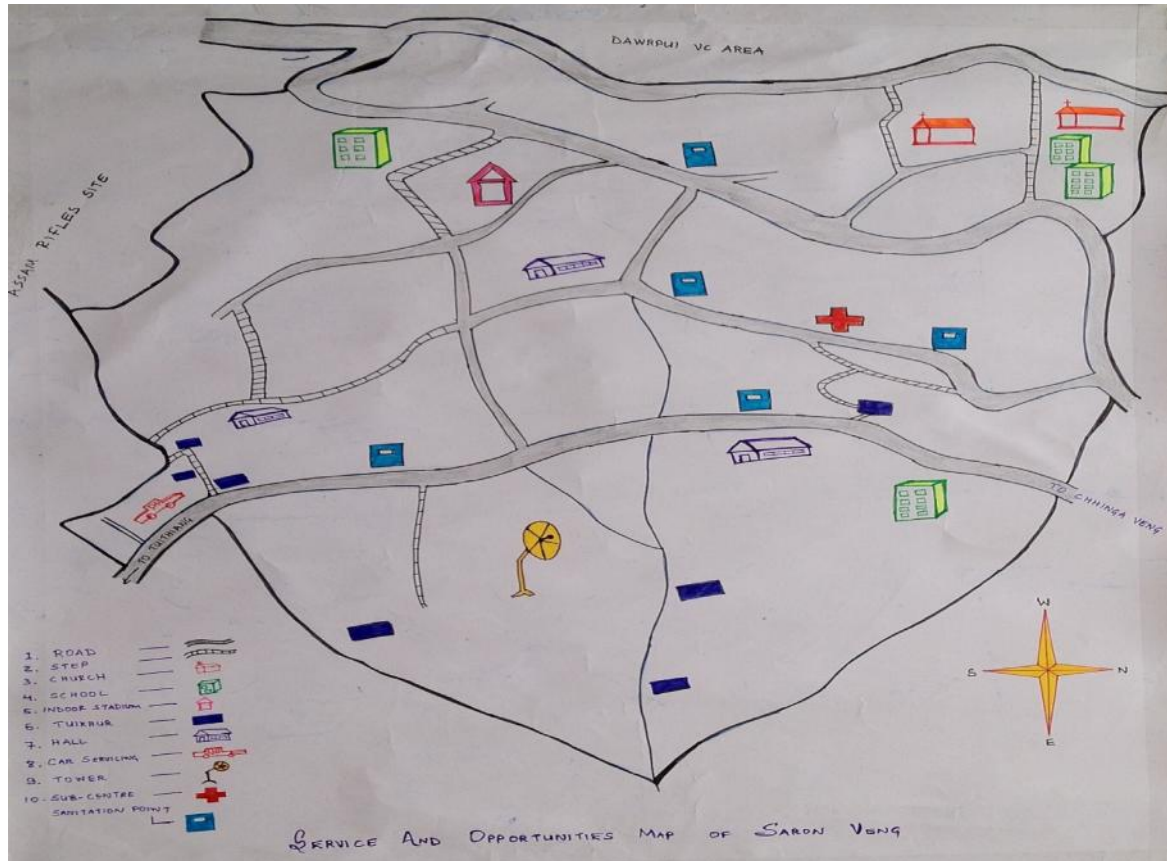 DAWRPUI VC AREA
ASSAM RIFLES SITE
TO CHHINGA VENG
TO TUITHIANG
W
S
N
E
1. ROAD
2. STEP
3. CHURCH
4. SCHOOL
5. INDOOR STADIUM
6. TUIKHUR
7. HALL
8. CAR SERVICING
9. TOWER
10. SUB-CENTRE
SANITATION POINT
SERVICE AND OPPORTUNITIES MAP OF SARON VENG